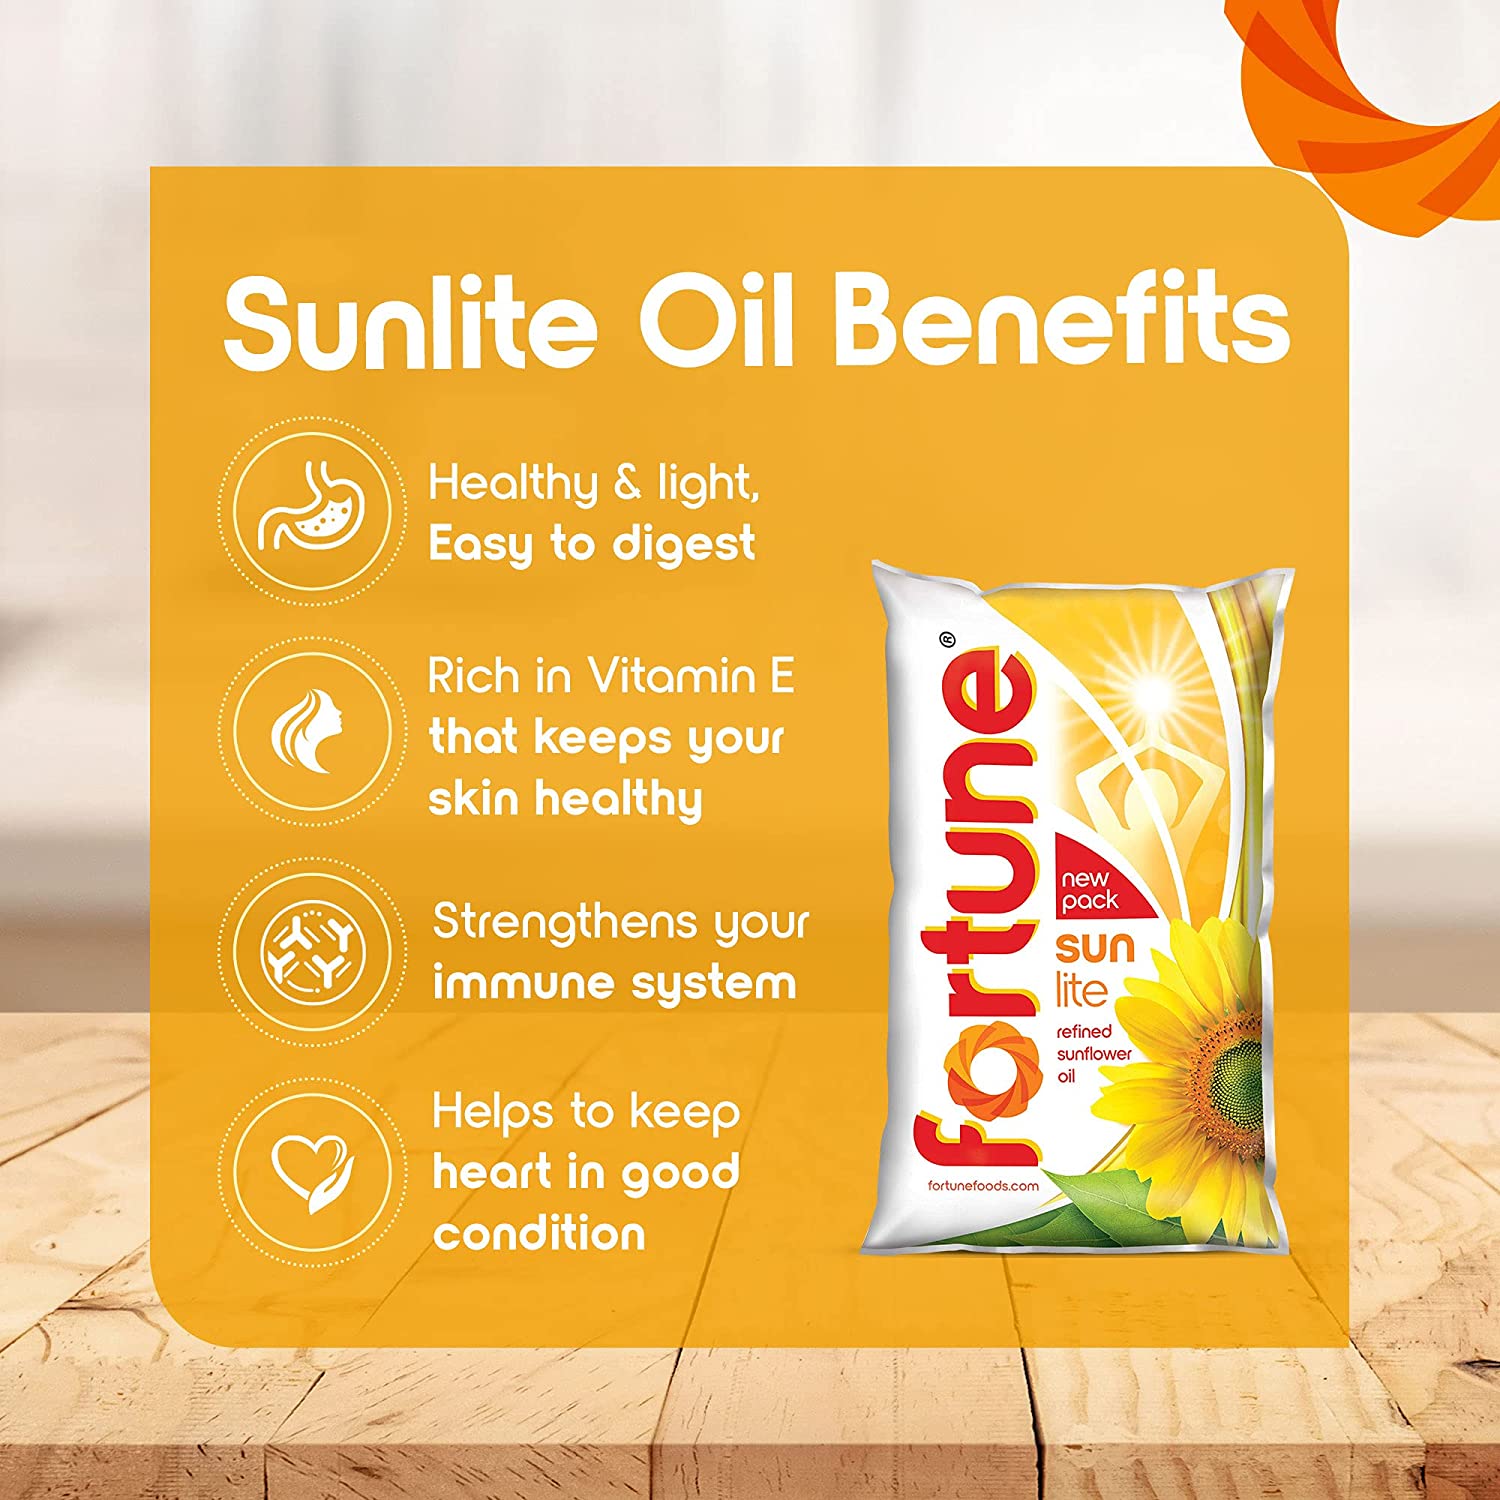 Sunlite Oil Benefits
Healthy & light,
Easy to digest
Rich in Vitamin E
that keeps your
skin healthy
Strengthens your
immune system
Helps to keep
heart in good
condition
fortune®
new
pack
sun
lite
refined
sunflower
oil
fortunefoods.com